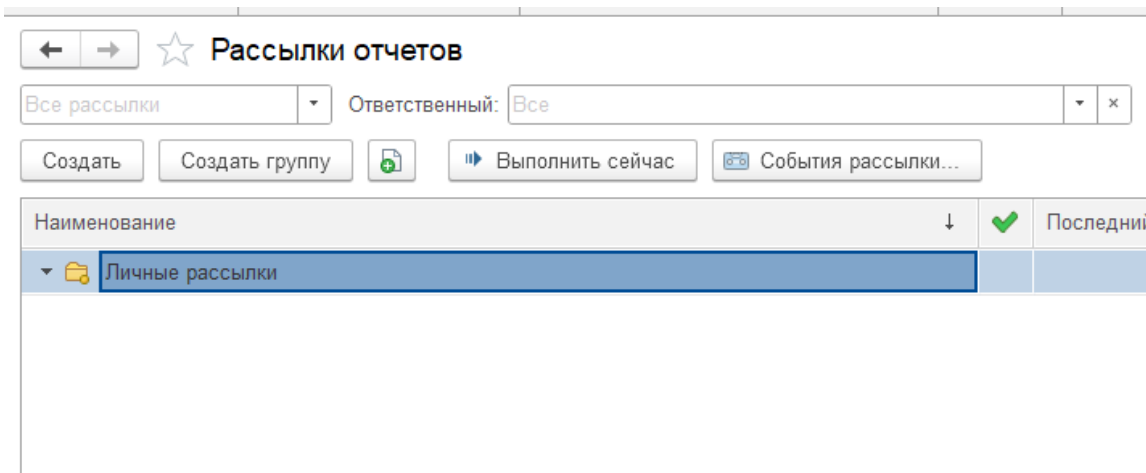 Рассылки отчетов
Все рассылки Ответственный: Все
Создать Создать группу Выполнить сейчас События рассылки...
Наименование Последний
Личные рассылки